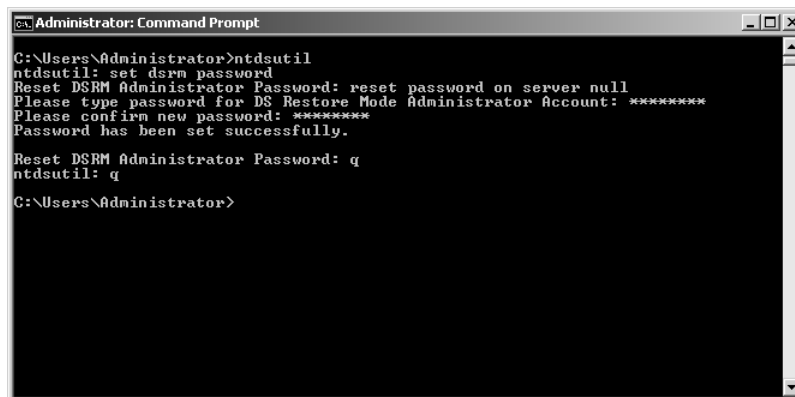 Administrator: Command Prompt
C:\Users\Administrator>ntdsutil
ntdsutil: set dsrm password
Reset DSRM Administrator Password: reset password on server null
Please type password for DS Restore Mode Administrator Account: ********
Please confirm new password: ********
Password has been set successfully.
Reset DSRM Administrator Password: q
ntdsutil: q
C:\Users\Administrator>